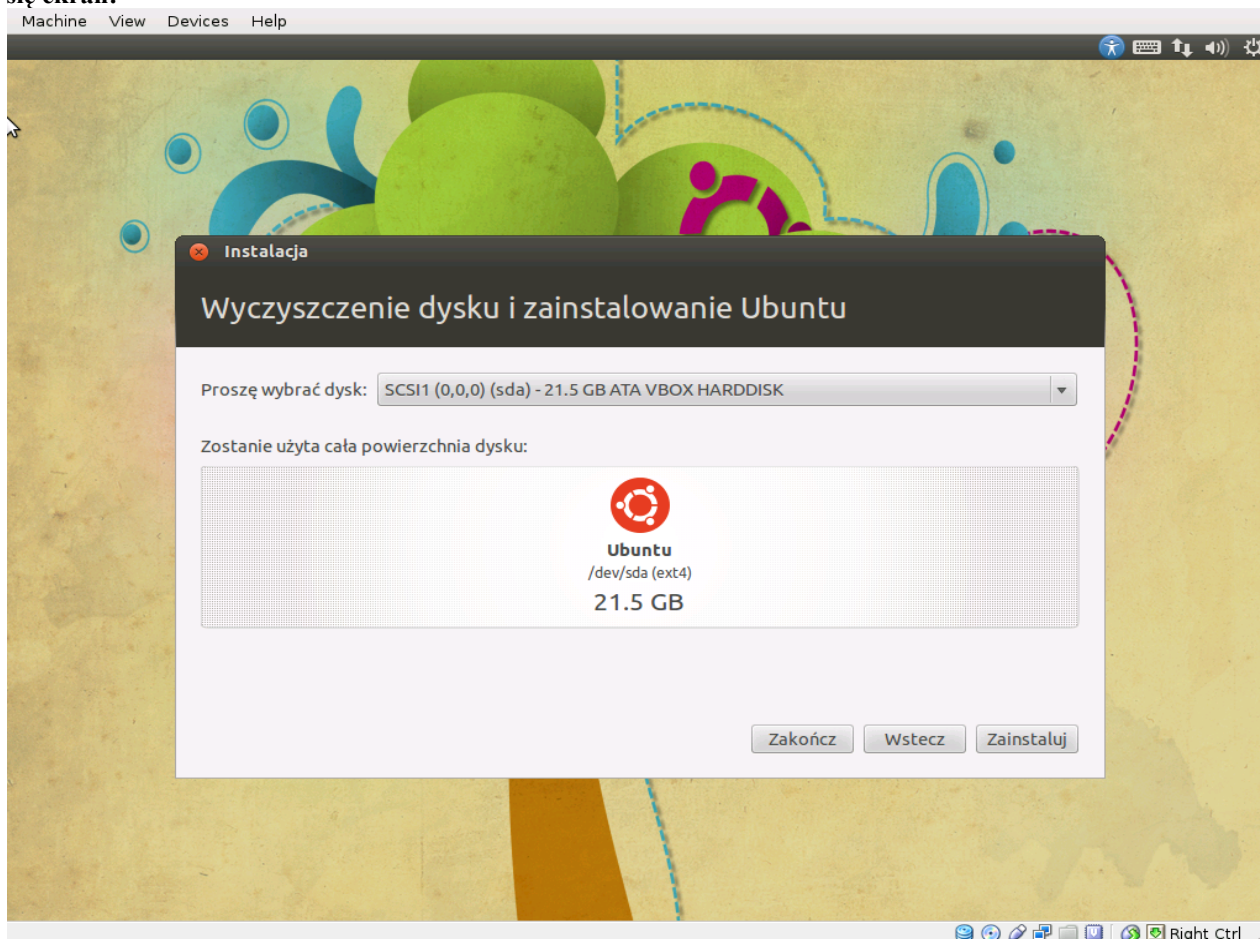 się ekran:
Machine View Devices Help
Instalacja
Wyczyszczenie dysku i zainstalowanie Ubuntu
Proszę wybrać dysk: SCSI1 (0,0,0) (sda) - 21.5 GB ATA VBOX HARDDISK
Zostanie użyta cała powierzchnia dysku:
Ubuntu
/dev/sda (ext4)
21.5 GB
Zakończ Wstecz Zainstaluj
Right Ctrl